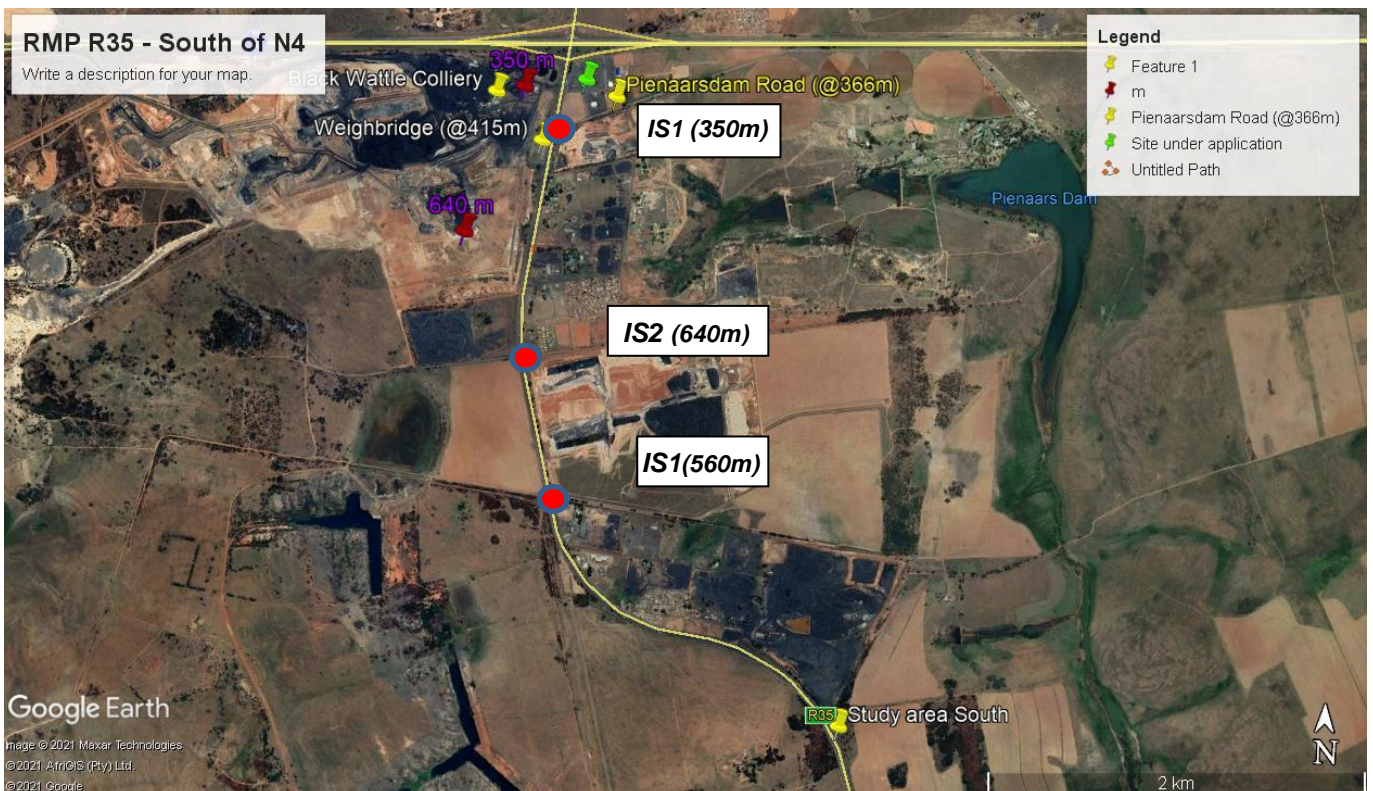 RMP R35 - South of N4
Write a description for your map.
Legend
Feature 1
m
Pienaarsdam Road (@366m)
Site under application
Untitled Path
350 m
Black Wattle Colliery
Pienaarsdam Road (@366m)
Weighbridge (@415m)
IS1 (350m)
640 m
Pienaars Dam
IS2 (640m)
IS1(560m)
R35
Study area South
Google Earth
mage © 2021 Maxar Technologies
©2021 AfriGIS (Pty) Ltd.
©2021 Google
N
2 km